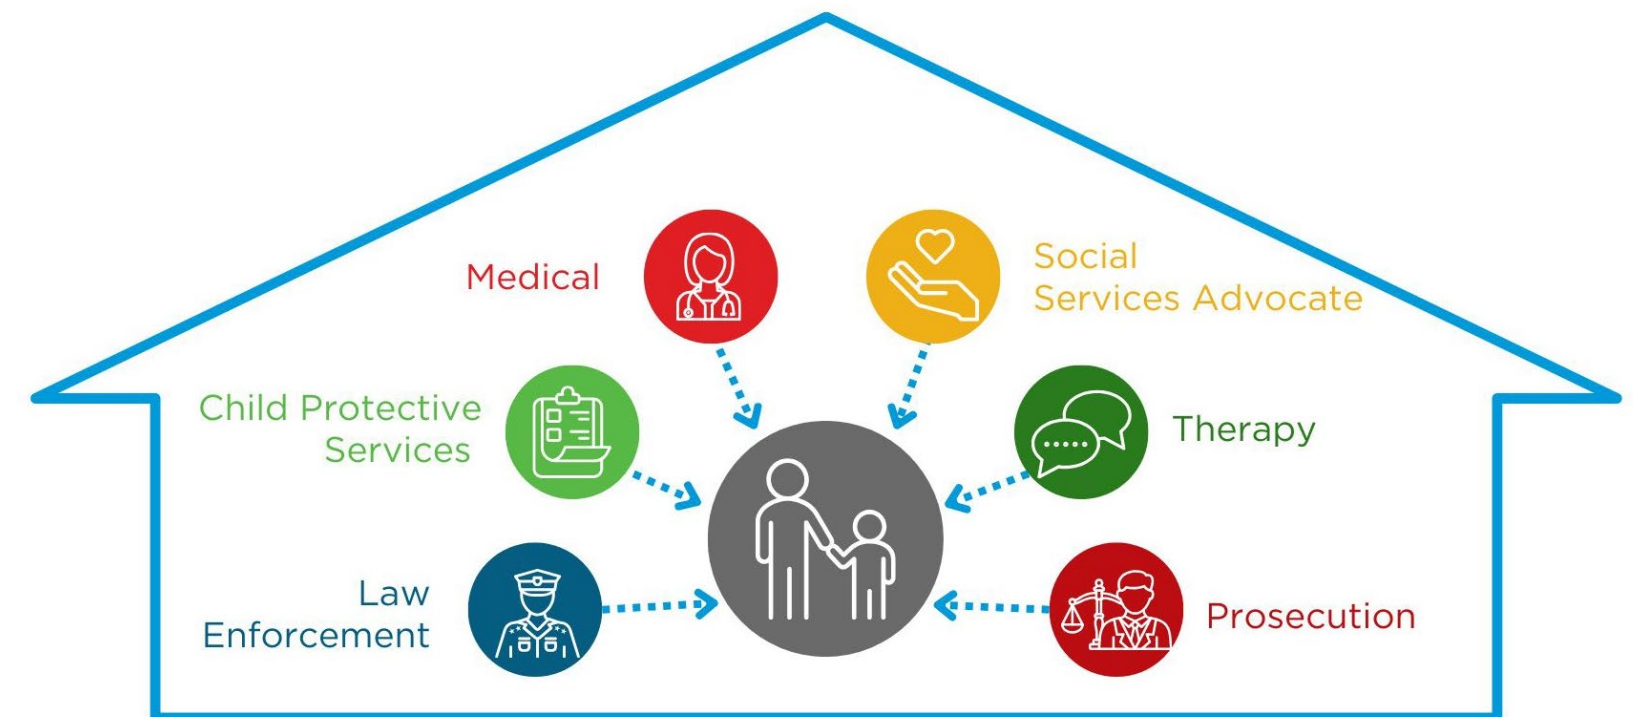 Medical
Social
Services Advocate
Child Protective
Services
Therapy
Law
Enforcement
Prosecution